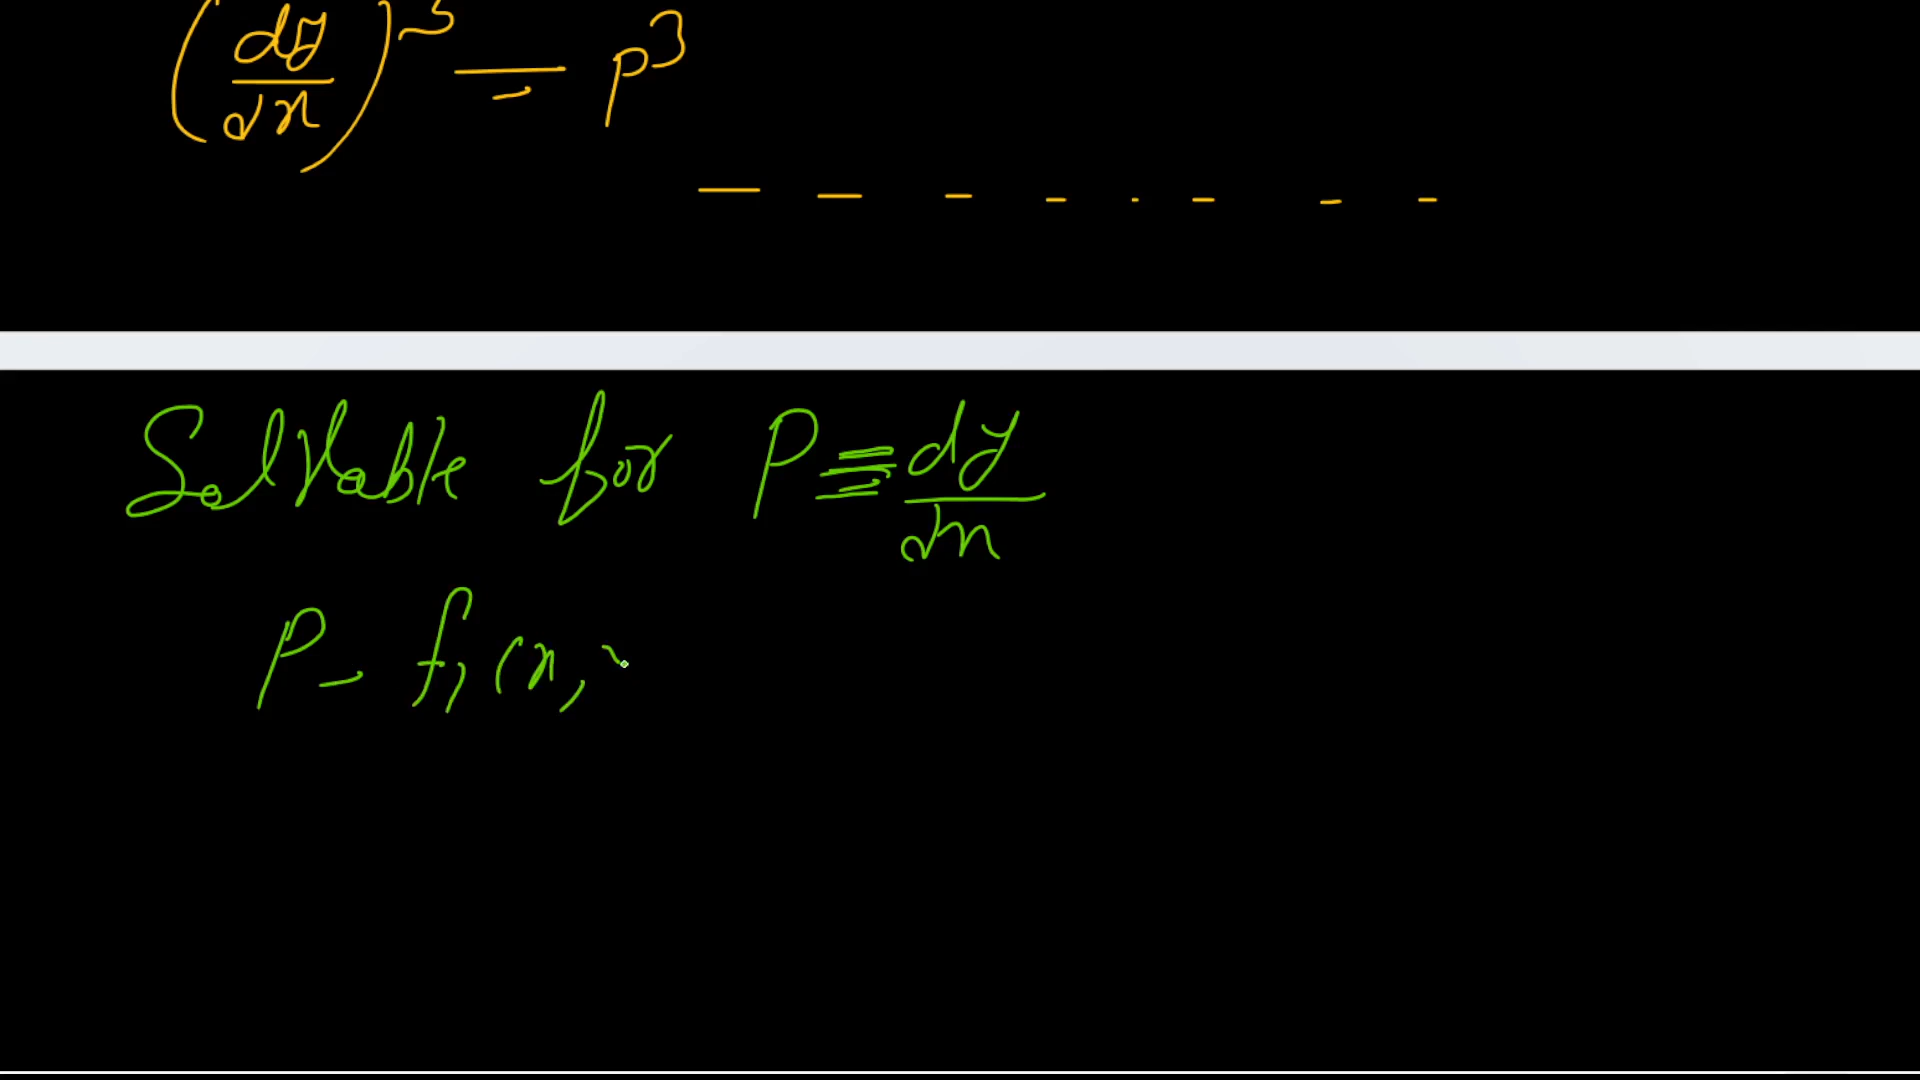 (dy/dx)^3 = p^3
— — - - . - - -
Solvable for P = dy/dx
P - f1(x,